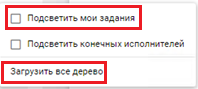 Подсветить мои задания
Подсветить конечных исполнителей
Загрузить все дерево